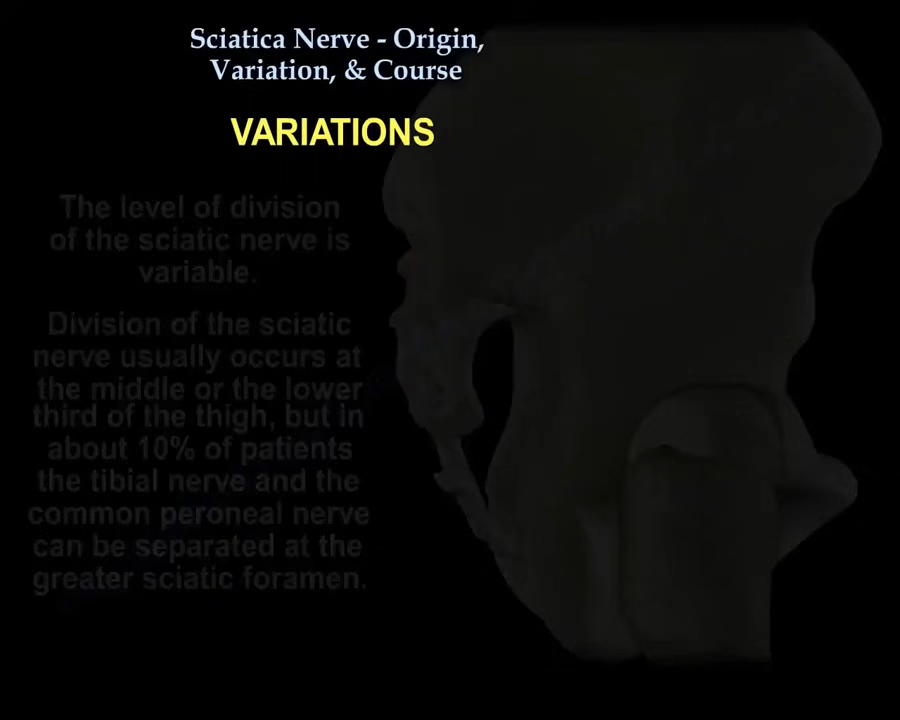 Sciatica Nerve - Origin,
Variation, & Course
VARIATIONS
The level of division
of the sciatic nerve is
variable.
Division of the sciatic
nerve usually occurs at
the middle or the lower
third of the thigh, but in
about 10% of patients
the tibial nerve and the
common peroneal nerve
can be separated at the
greater sciatic foramen.